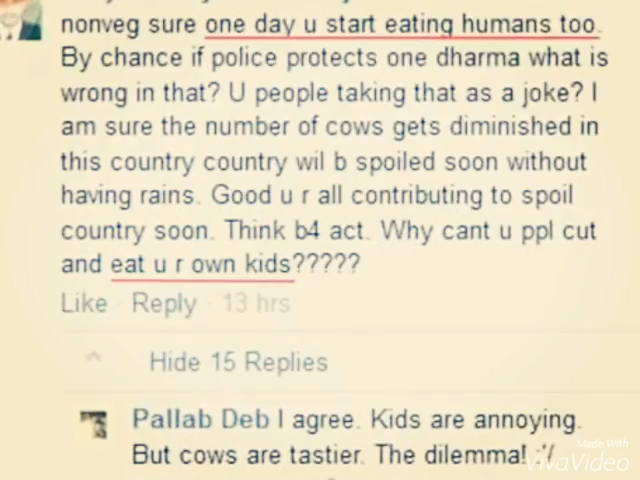 nonveg sure one day u start eating humans too.
By chance if police protects one dharma what is
wrong in that? U people taking that as a joke? I
am sure the number of cows gets diminished in
this country country wil b spoiled soon without
having rains. Good u r all contributing to spoil
country soon. Think b4 act. Why cant u ppl cut
and eat u r own kids?????
Like · Reply · 13 hrs
Hide 15 Replies
Pallab Deb I agree. Kids are annoying.
But cows are tastier. The dilemma! :'/
Made With
VivaVideo